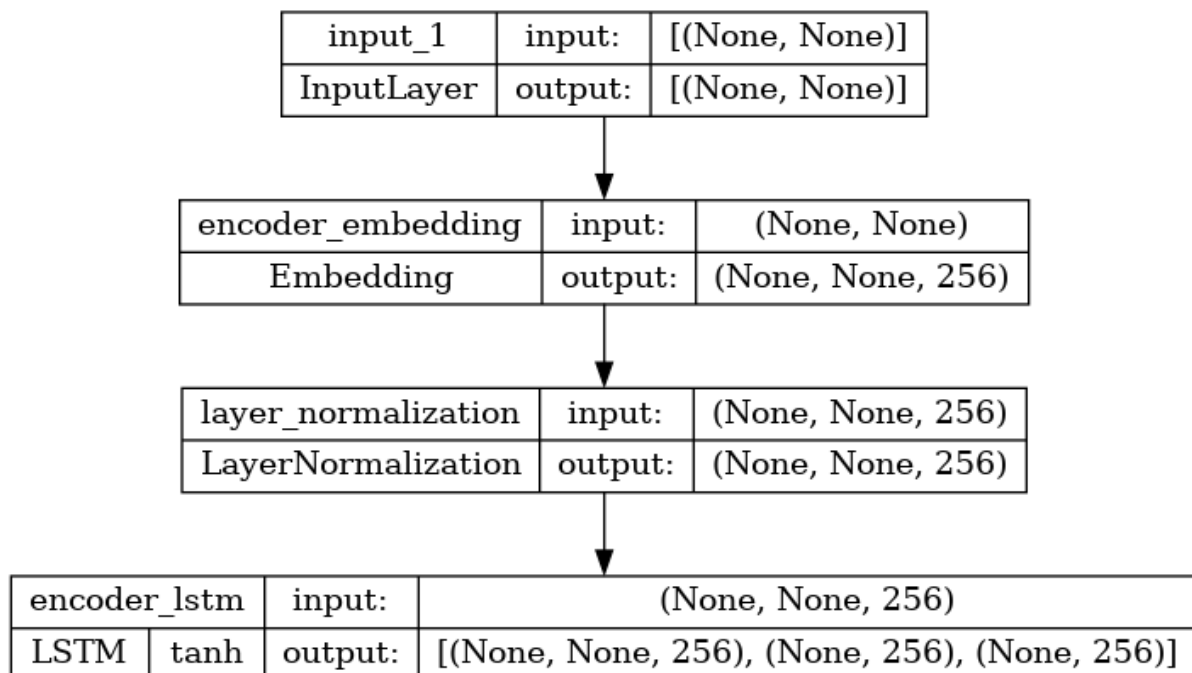 input_1 input: [(None, None)]
InputLayer output: [(None, None)]
encoder_embedding input: (None, None)
Embedding output: (None, None, 256)
layer_normalization input: (None, None, 256)
LayerNormalization output: (None, None, 256)
encoder_lstm input: (None, None, 256)
LSTM tanh output: [(None, None, 256), (None, 256), (None, 256)]